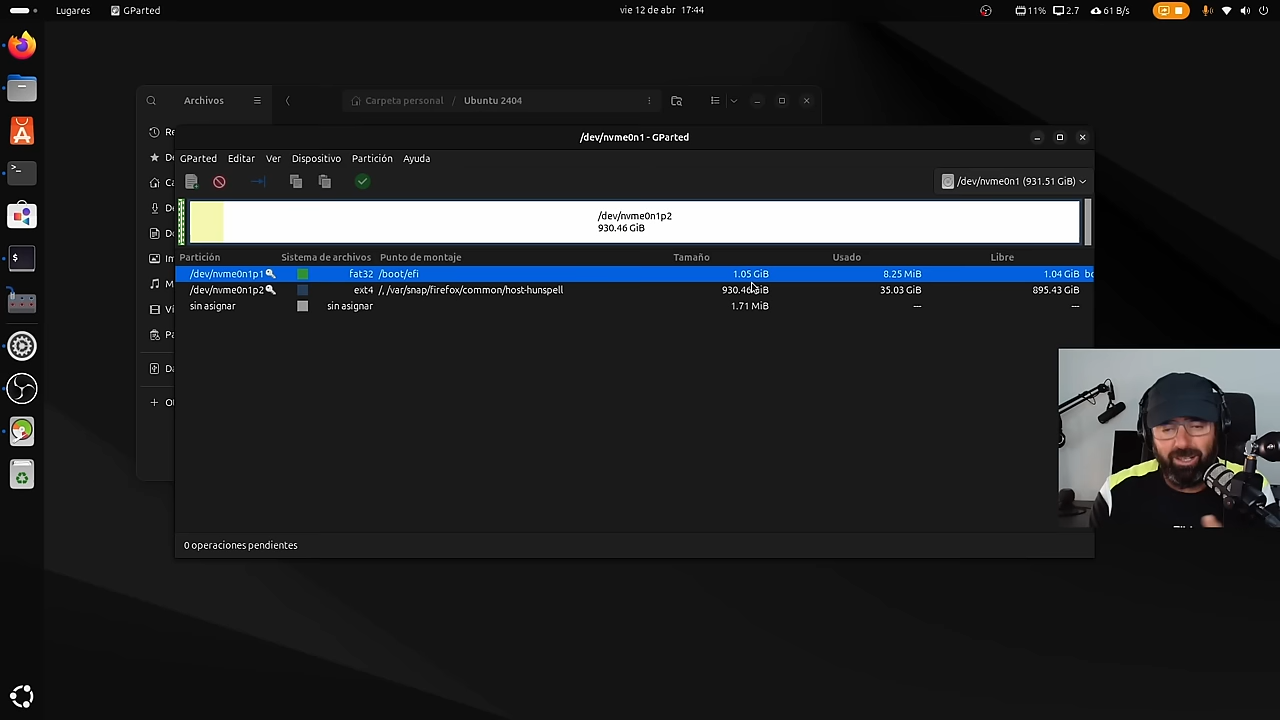 Lugares GParted vie 12 de abr 17:44 11% 2.7 61 B/s
Archivos Carpeta personal / Ubuntu 2404
/dev/nvme0n1 - GParted
GParted Editar Ver Dispositivo Partición Ayuda
/dev/nvme0n1 (931.51 GiB)
/dev/nvme0n1p2
930.46 GiB
Partición Sistema de archivos Punto de montaje Tamaño Usado Libre
/dev/nvme0n1p1 fat32 /boot/efi 1.05 GiB 8.25 MiB 1.04 GiB bo
/dev/nvme0n1p2 ext4 /, /var/snap/firefox/common/host-hunspell 930.46 GiB 35.03 GiB 895.43 GiB
sin asignar sin asignar 1.71 MiB — —
0 operaciones pendientes